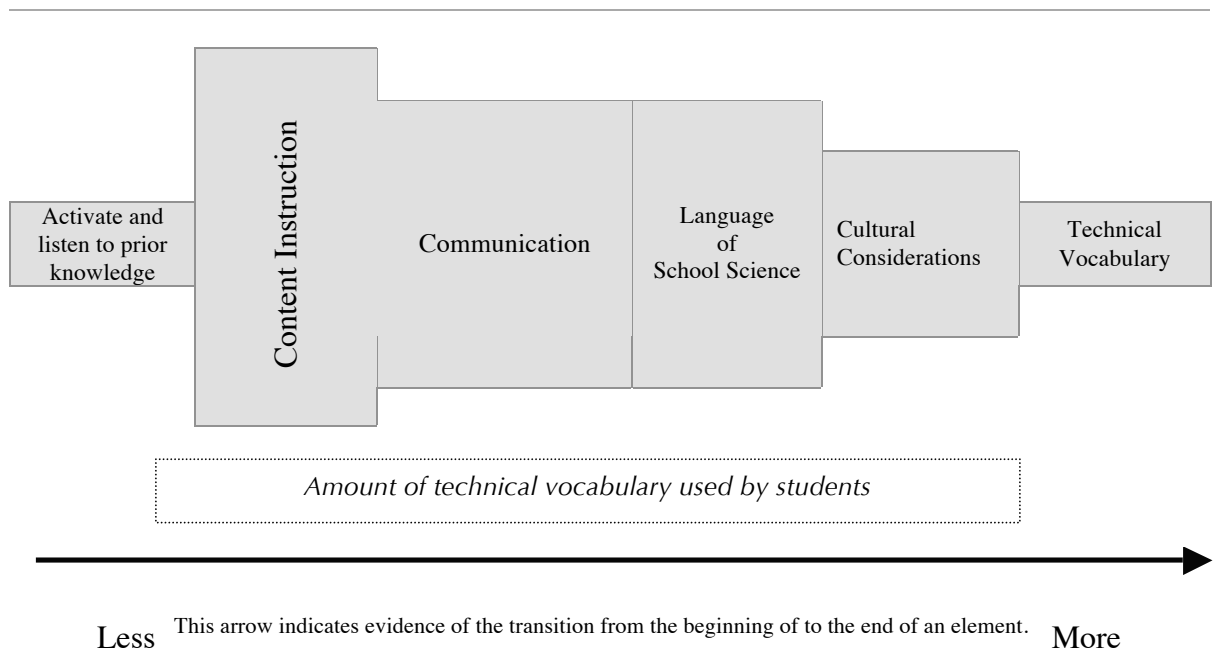 Activate and
listen to prior
knowledge
Content Instruction
Communication
Language
of
School Science
Cultural
Considerations
Technical
Vocabulary
Amount of technical vocabulary used by students
Less
This arrow indicates evidence of the transition from the beginning of to the end of an element.
More